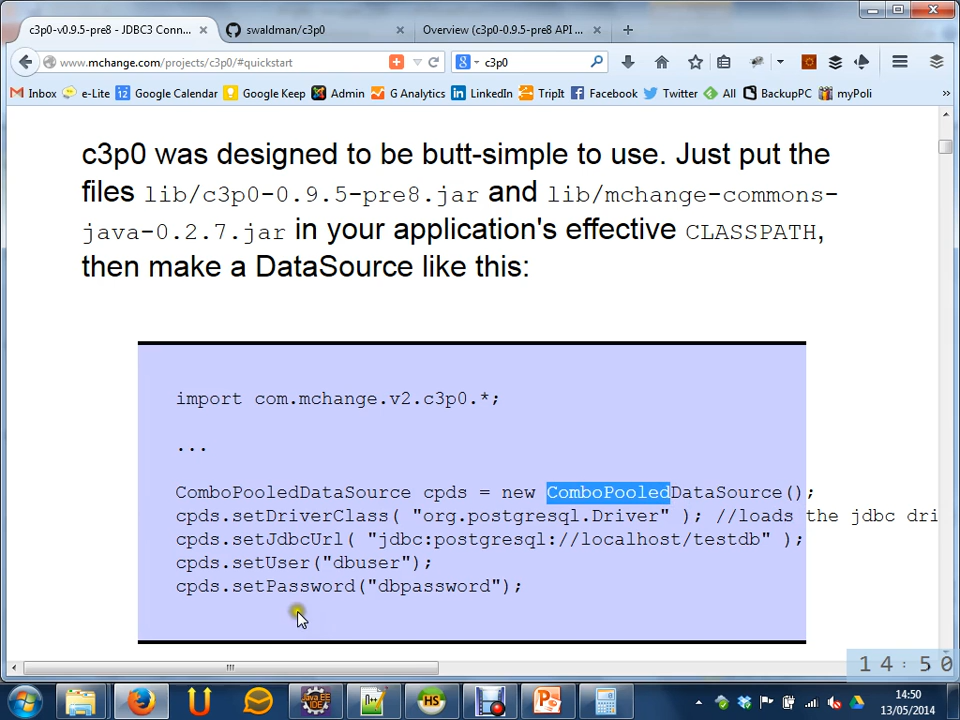 c3p0-v0.9.5-pre8 - JDBC3 Conn...
swaldman/c3p0
Overview (c3p0-0.9.5-pre8 API ...
www.mchange.com/projects/c3p0/#quickstart
c3p0
Inbox
e-Lite
12
Google Calendar
Google Keep
Admin
G Analytics
LinkedIn
TripIt
Facebook
Twitter
All
BackupPC
myPoli
c3p0 was designed to be butt-simple to use. Just put the
files lib/c3p0-0.9.5-pre8.jar and lib/mchange-commons-
java-0.2.7.jar in your application's effective CLASSPATH,
then make a DataSource like this:
import com.mchange.v2.c3p0.*;
...
ComboPooledDataSource cpds = new ComboPooledDataSource();
cpds.setDriverClass( "org.postgresql.Driver" ); //loads the jdbc dri
cpds.setJdbcUrl( "jdbc:postgresql://localhost/testdb" );
cpds.setUser("dbuser");
cpds.setPassword("dbpassword");
14:50
Java EE
IDE
HS
14:50
13/05/2014